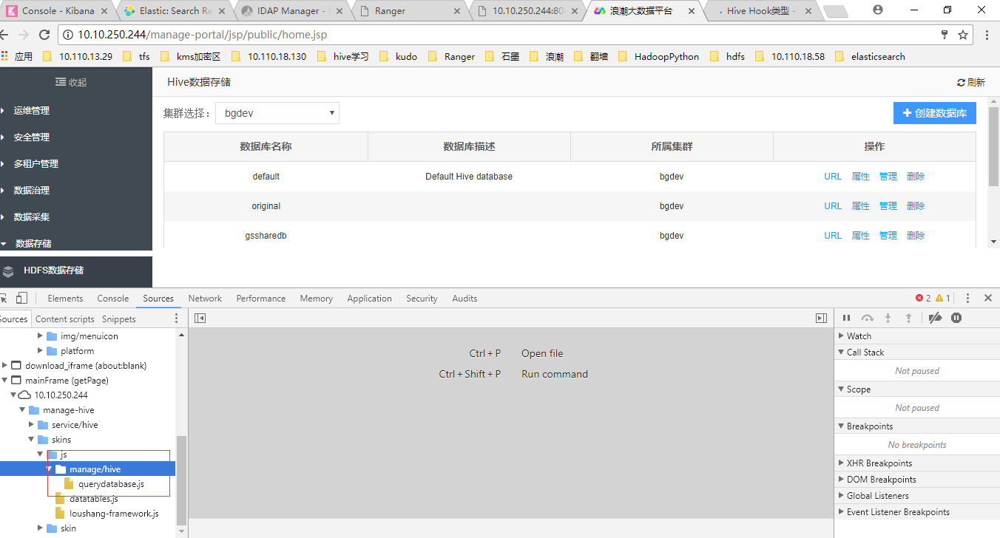 Console - Kibana Elastic: Search Re IDAP Manager - Ranger 10.10.250.244:80 浪潮大数据平台 Hive Hook类型 -
10.10.250.244/manage-portal/jsp/public/home.jsp
应用 10.110.13.29 tfs kms加密区 10.110.18.130 hive学习 kudo Ranger 石墨 浪潮 翻墙 HadoopPython hdfs 10.110.18.58 elasticsearch
收起
运维管理
安全管理
多租户管理
数据治理
数据采集
数据存储
HDFS数据存储
Hive数据存储 刷新
集群选择： bgdev 创建数据库
数据库名称 数据库描述 所属集群 操作
default Default Hive database bgdev URL 属性 管理 删除
original bgdev URL 属性 管理 删除
gssharedb bgdev URL 属性 管理 删除
Elements Console Sources Network Performance Memory Application Security Audits 2 1
Sources Content scripts Snippets
img/menuicon
platform
download_iframe (about:blank)
mainFrame (getPage)
10.10.250.244
manage-hive
service/hive
skins
js
manage/hive
querydatabase.js
datatables.js
loushang-framework.js
skin
Ctrl + P Open file
Ctrl + Shift + P Run command
Watch
Call Stack
Not paused
Scope
Not paused
Breakpoints
No breakpoints
XHR Breakpoints
DOM Breakpoints
Global Listeners
Event Listener Breakpoints